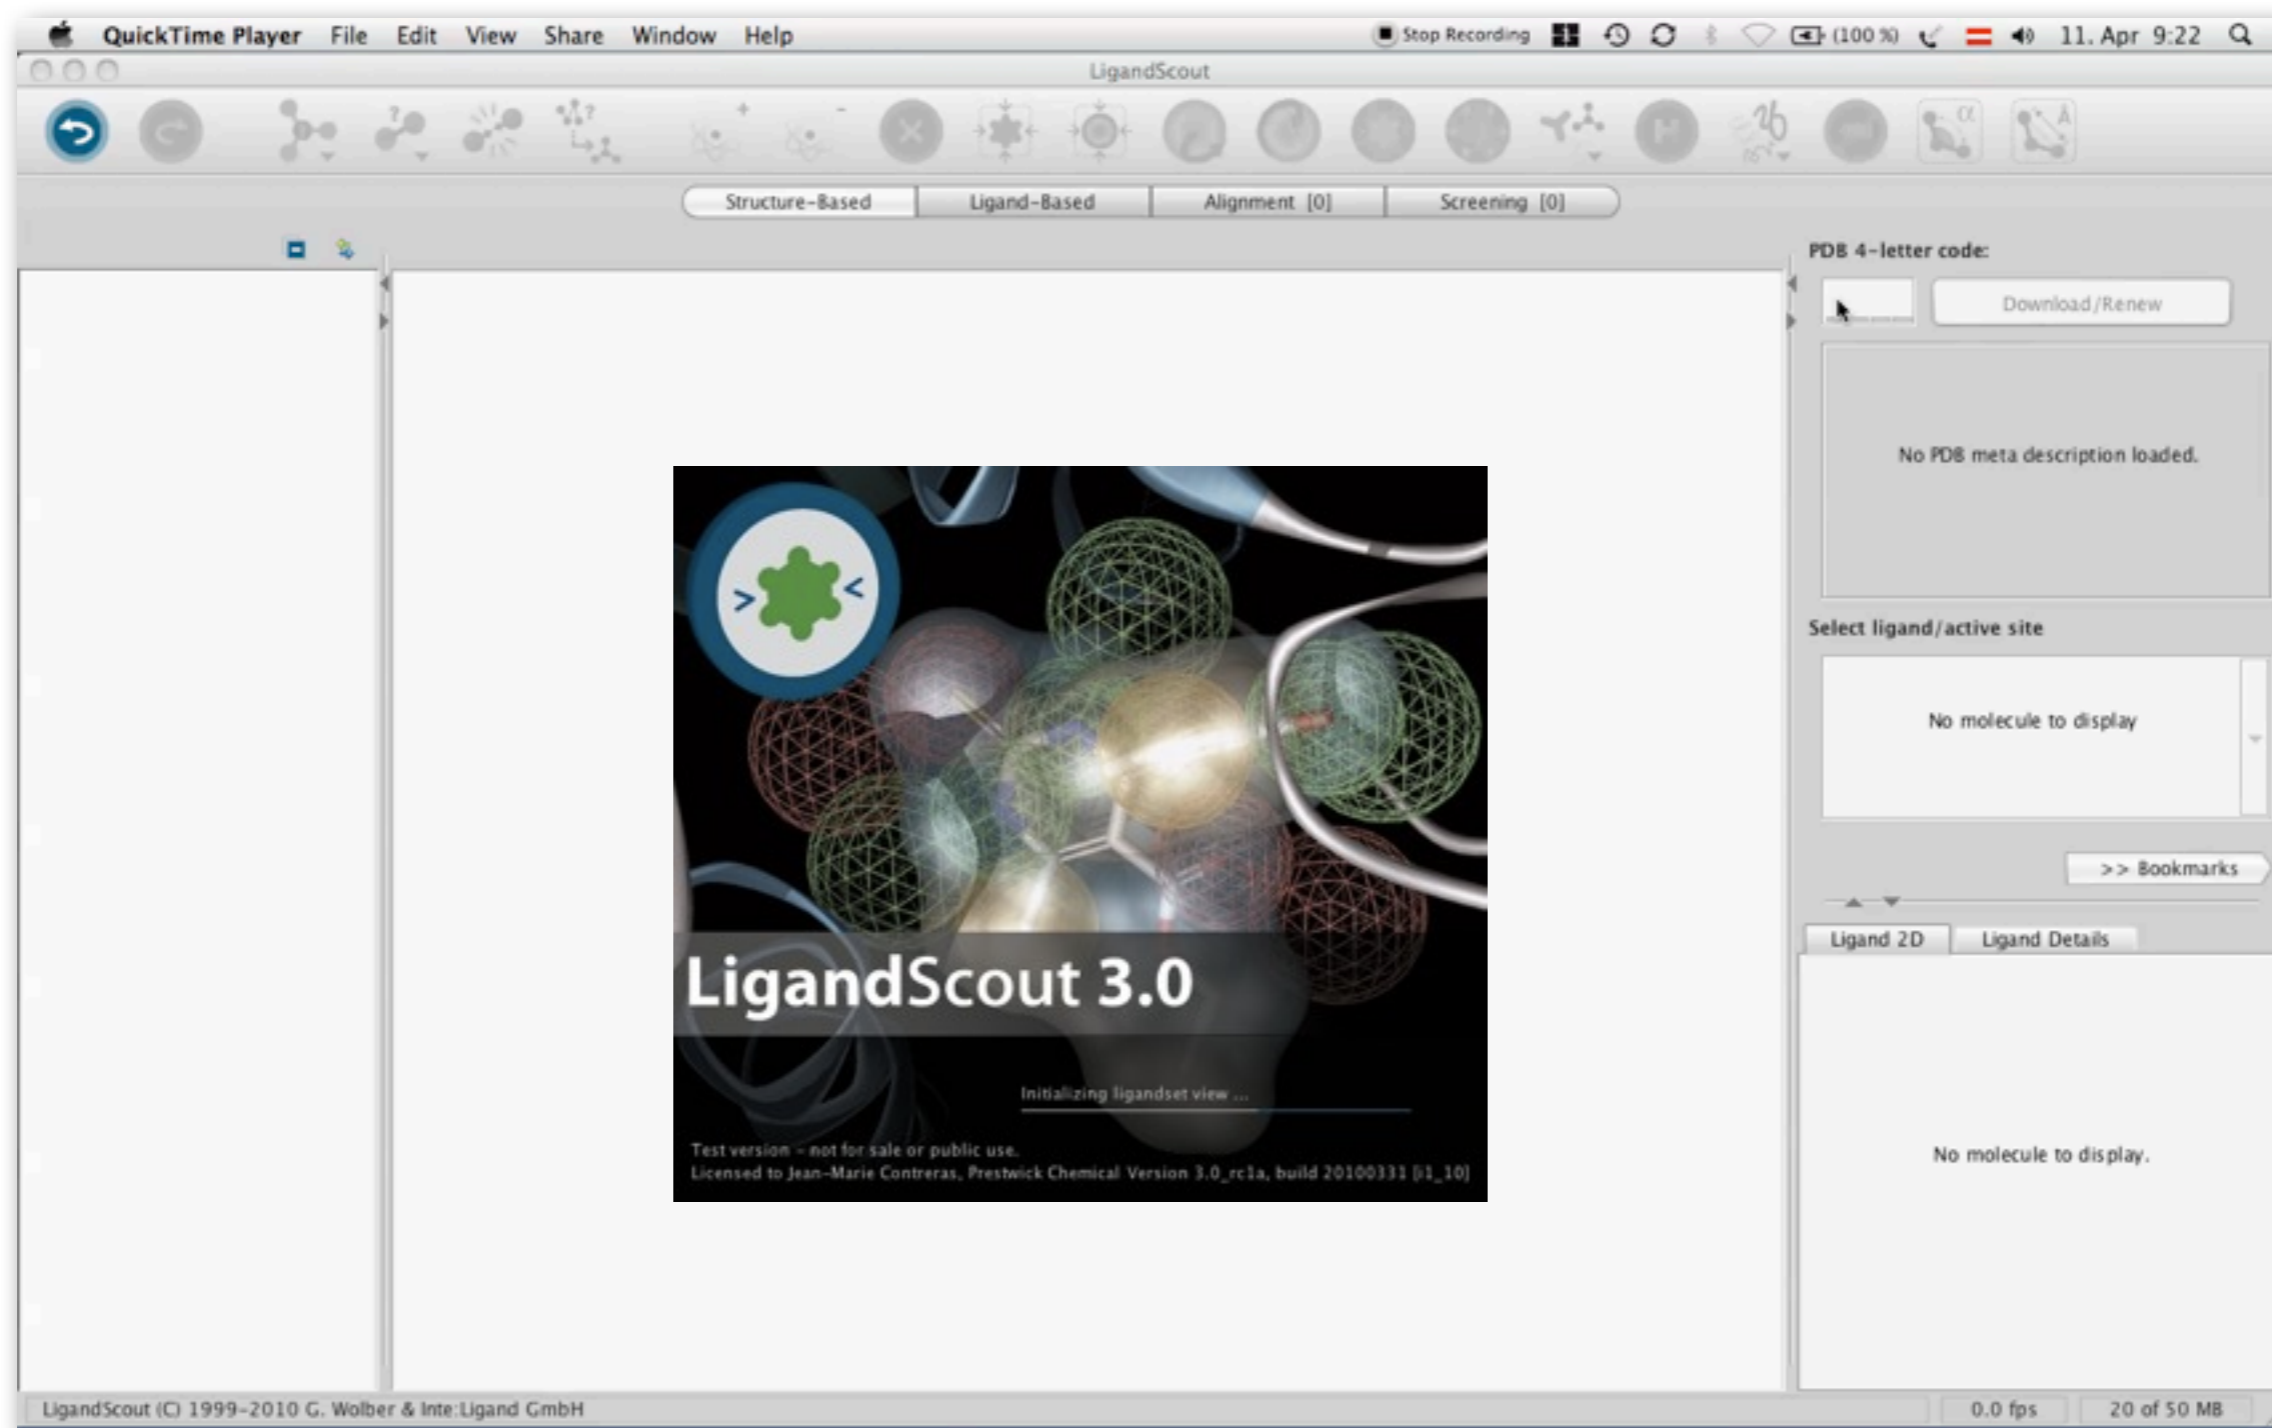 QuickTime Player File Edit View Share Window Help Stop Recording (100 %) 11. Apr 9:22
LigandScout
Structure-Based Ligand-Based Alignment [0] Screening [0]
PDB 4-letter code:
Download/Renew
No PDB meta description loaded.
Select ligand/active site
No molecule to display
>> Bookmarks
Ligand 2D Ligand Details
No molecule to display.
LigandScout 3.0
Initializing ligandset view ...
Test version - not for sale or public use.
Licensed to Jean-Marie Contreras, Prestwick Chemical Version 3.0_rc1a, build 20100331 [i1_10]
LigandScout (C) 1999-2010 G. Wolber & Inte:Ligand GmbH 0.0 fps 20 of 50 MB